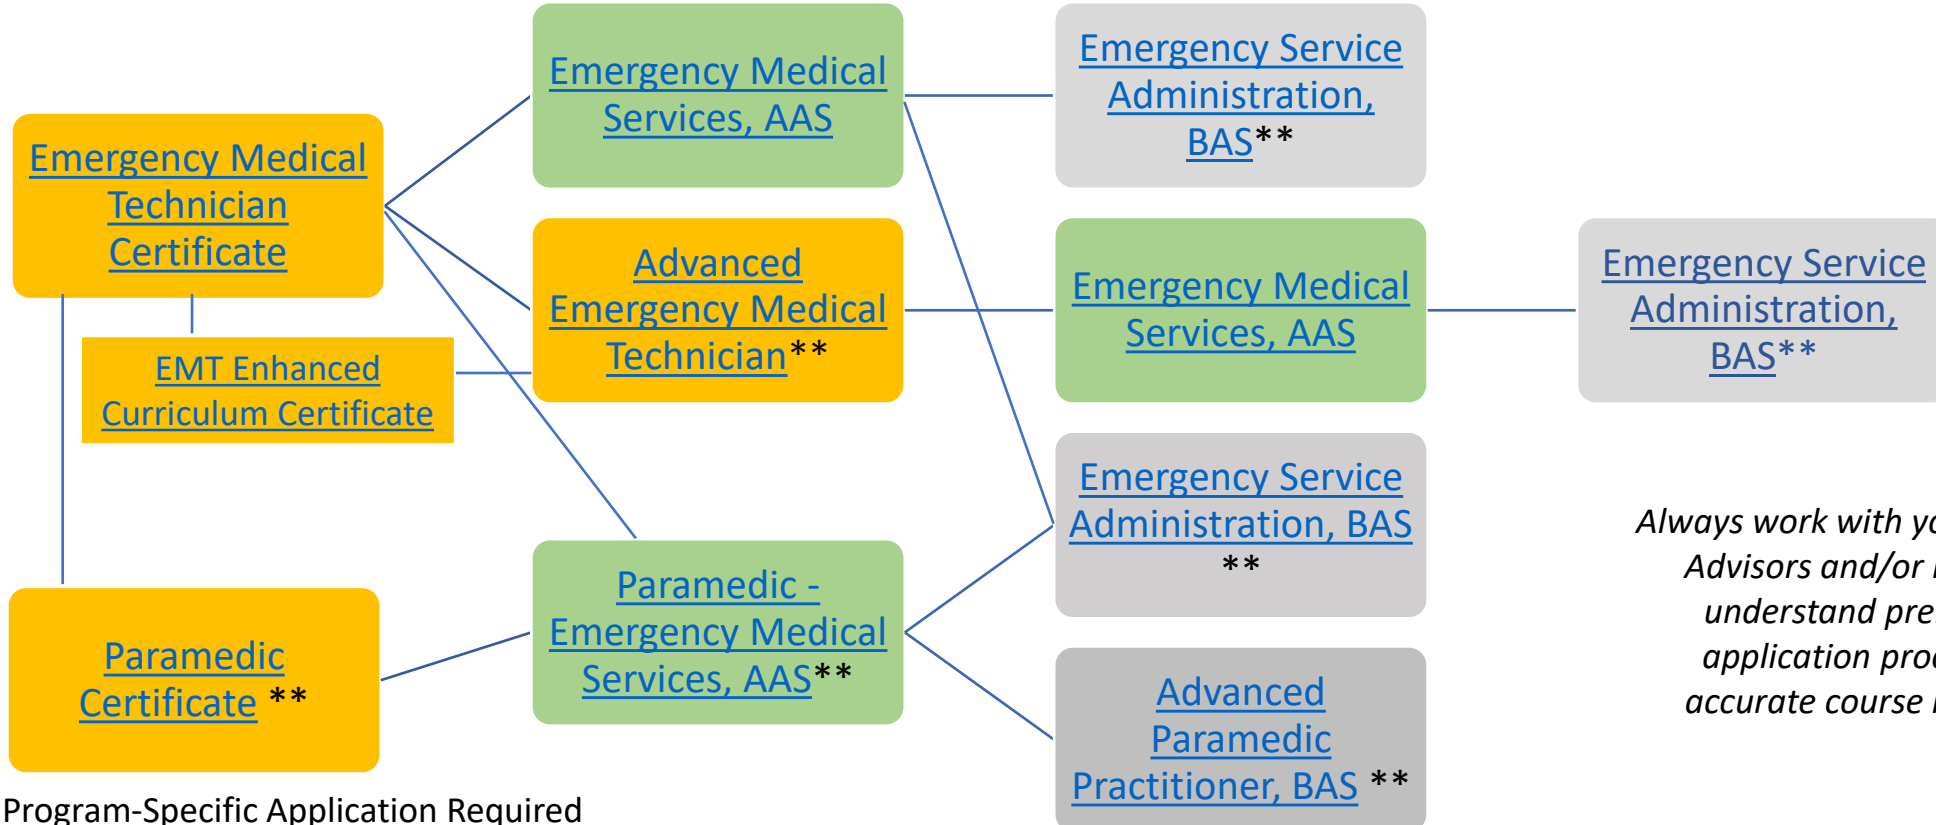 Emergency Medical
Technician
Certificate
EMT Enhanced
Curriculum Certificate
Paramedic
Certificate **
Emergency Medical
Services, AAS
Advanced
Emergency Medical
Technician**
Paramedic -
Emergency Medical
Services, AAS**
Emergency Service
Administration,
BAS**
Emergency Medical
Services, AAS
Emergency Service
Administration, BAS
**
Advanced
Paramedic
Practitioner, BAS **
Emergency Service
Administration,
BAS**
Always work with
Advisors and/or
understand
application
accurate course
Program-Specific Application Required